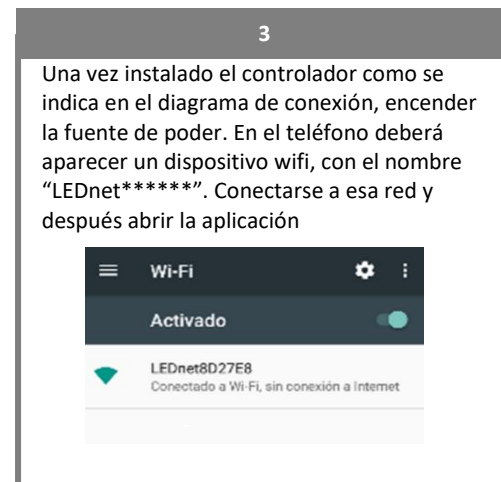 3
Una vez instalado el controlador como se
indica en el diagrama de conexión, encender
la fuente de poder. En el teléfono deberá
aparecer un dispositivo wifi, con el nombre
“LEDnet******”. Conectarse a esa red y
después abrir la aplicación
Wi-Fi
Activado
LEDnet8D27E8
Conectado a Wi-Fi, sin conexión a Internet